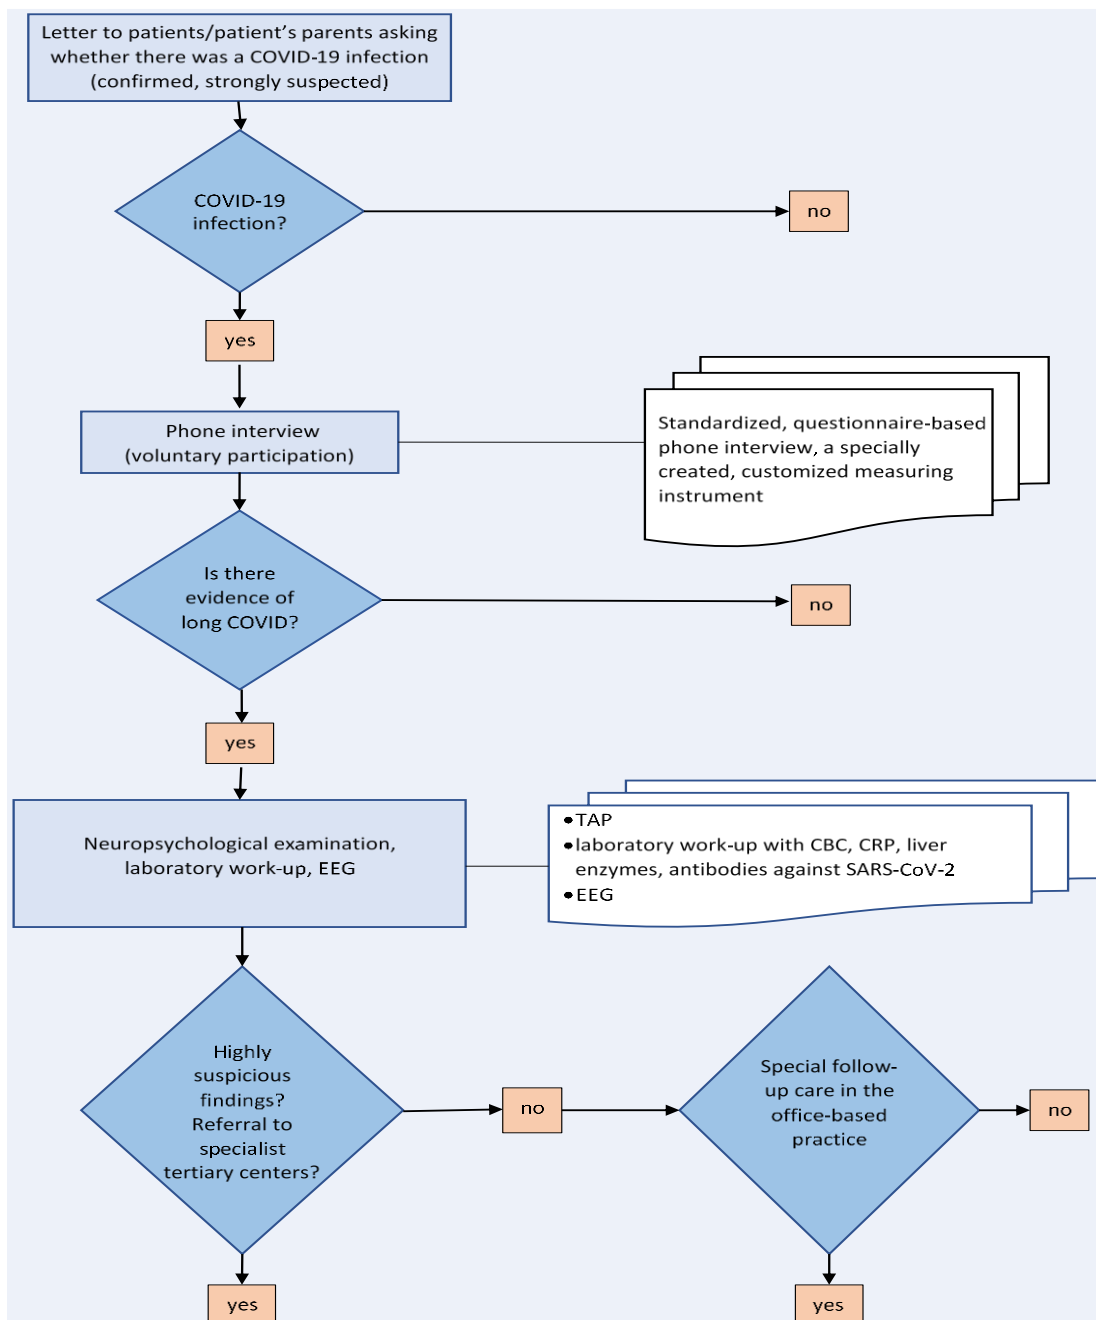 Letter to patients/patient's parents asking
whether there was a COVID-19 infection
(confirmed, strongly suspected)
COVID-19
infection?
no
yes
Phone interview
(voluntary participation)
Standardized, questionnaire-based
phone interview, a specially
created, customized measuring
instrument
Is there
evidence of
long COVID?
no
yes
Neuropsychological examination,
laboratory work-up, EEG
•TAP
•laboratory work-up with CBC, CRP, liver
enzymes, antibodies against SARS-CoV-2
•EEG
Highly
suspicious
findings?
Referral to
specialist
tertiary centers?
no
Special follow-
up care in the
office-based
practice
no
yes
yes